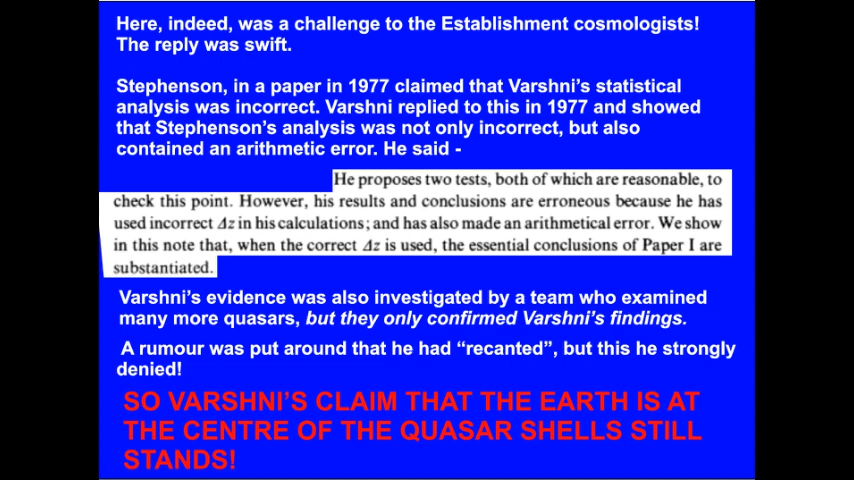 Here, indeed, was a challenge to the Establishment cosmologists!
The reply was swift.
Stephenson, in a paper in 1977 claimed that Varshni’s statistical
analysis was incorrect. Varshni replied to this in 1977 and showed
that Stephenson’s analysis was not only incorrect, but also
contained an arithmetic error. He said -
He proposes two tests, both of which are reasonable, to
check this point. However, his results and conclusions are erroneous because he has
used incorrect Δz in his calculations; and has also made an arithmetical error. We show
in this note that, when the correct Δz is used, the essential conclusions of Paper I are
substantiated.
Varshni’s evidence was also investigated by a team who examined
many more quasars, but they only confirmed Varshni’s findings.
A rumour was put around that he had “recanted”, but this he strongly
denied!
SO VARSHNI’S CLAIM THAT THE EARTH IS AT
THE CENTRE OF THE QUASAR SHELLS STILL
STANDS!